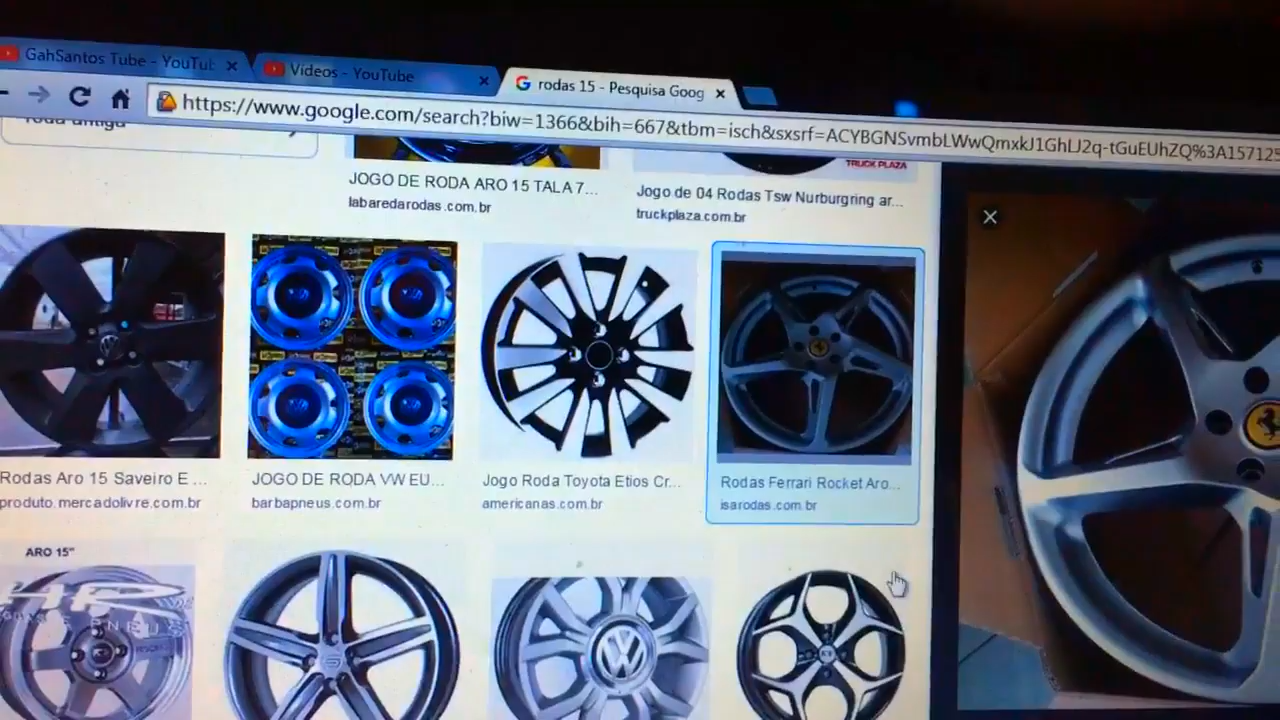 GahSantos Tube - YouTub
Vídeos - YouTube
rodas 15 - Pesquisa Goog
https://www.google.com/search?biw=1366&bih=667&tbm=isch&sxsrf=ACYBGNSvmbLWwQmxkJ1GhLJ2q-tGuEUhZQ%3A157125
roda antiga
TRUCK PLAZA
JOGO DE RODA ARO 15 TALA 7...
labaredarodas.com.br
Jogo de 04 Rodas Tsw Nurburgring ar...
truckplaza.com.br
Rodas Aro 15 Saveiro E ...
produto.mercadolivre.com.br
JOGO DE RODA VW EU...
barbapneus.com.br
Jogo Roda Toyota Etios Cr...
americanas.com.br
Rodas Ferrari Rocket Aro...
isarodas.com.br
ARO 15"